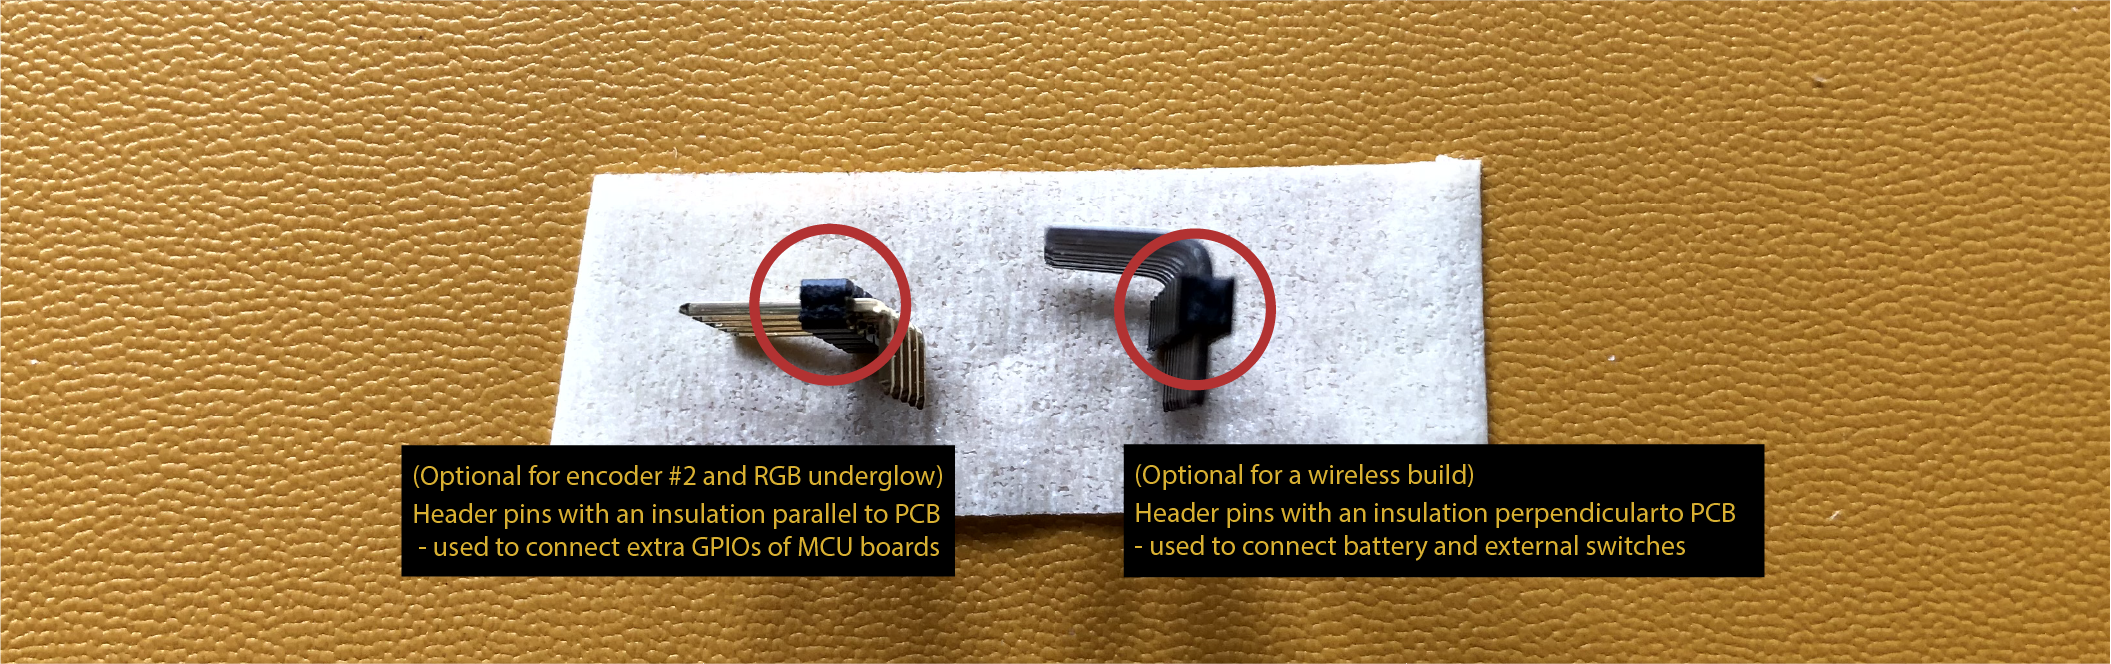 (Optional for encoder #2 and RGB underglow)
Header pins with an insulation parallel to PCB
- used to connect extra GPIOs of MCU boards
(Optional for a wireless build)
Header pins with an insulation perpendicularto PCB
- used to connect battery and external switches